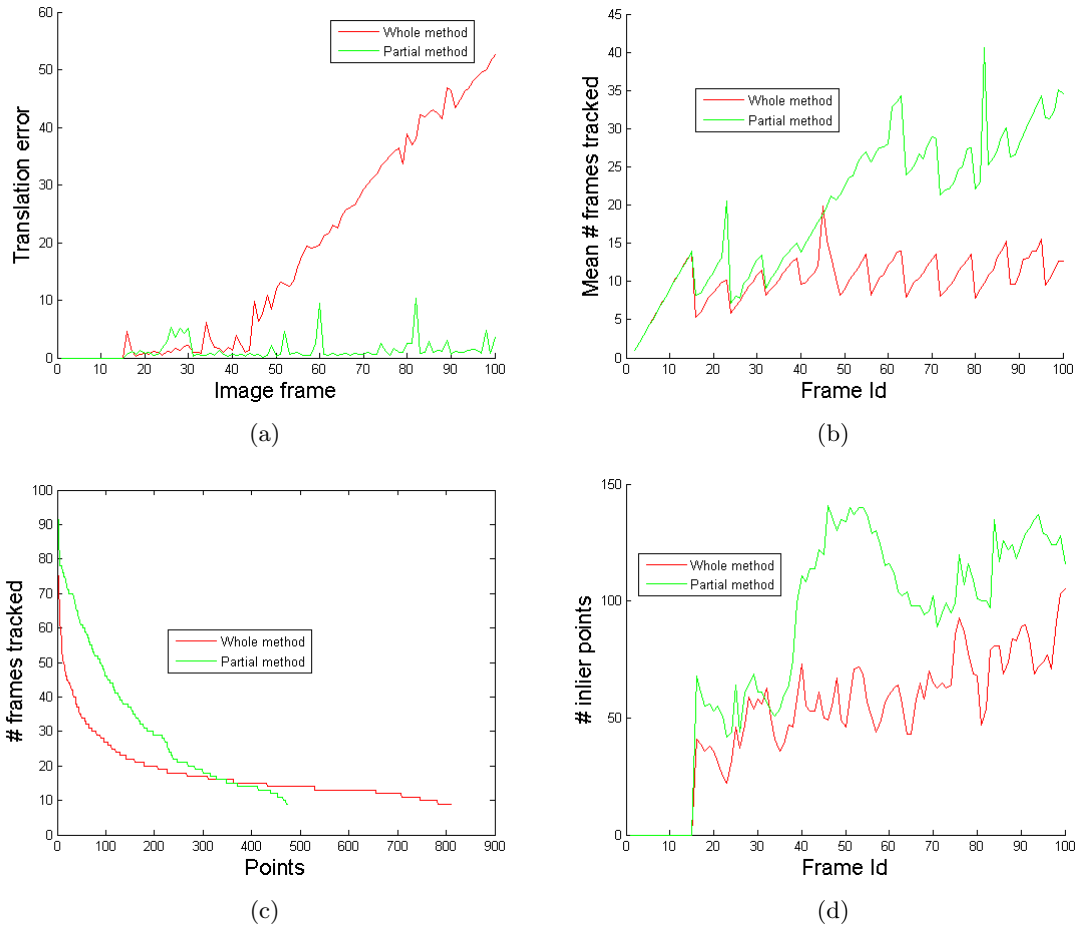 60
50
40
30
20
10
0
Translation error
Whole method
Partial method
0 10 20 30 40 50 60 70 80 90 100
Image frame
(a)
45
40
35
30
25
20
15
10
5
0
Mean # frames tracked
Whole method
Partial method
0 10 20 30 40 50 60 70 80 90 100
Frame Id
(b)
100
90
80
70
60
50
40
30
20
10
0
# frames tracked
Whole method
Partial method
0 100 200 300 400 500 600 700 800 900
Points
(c)
150
100
50
0
# inlier points
Whole method
Partial method
0 10 20 30 40 50 60 70 80 90 100
Frame Id
(d)